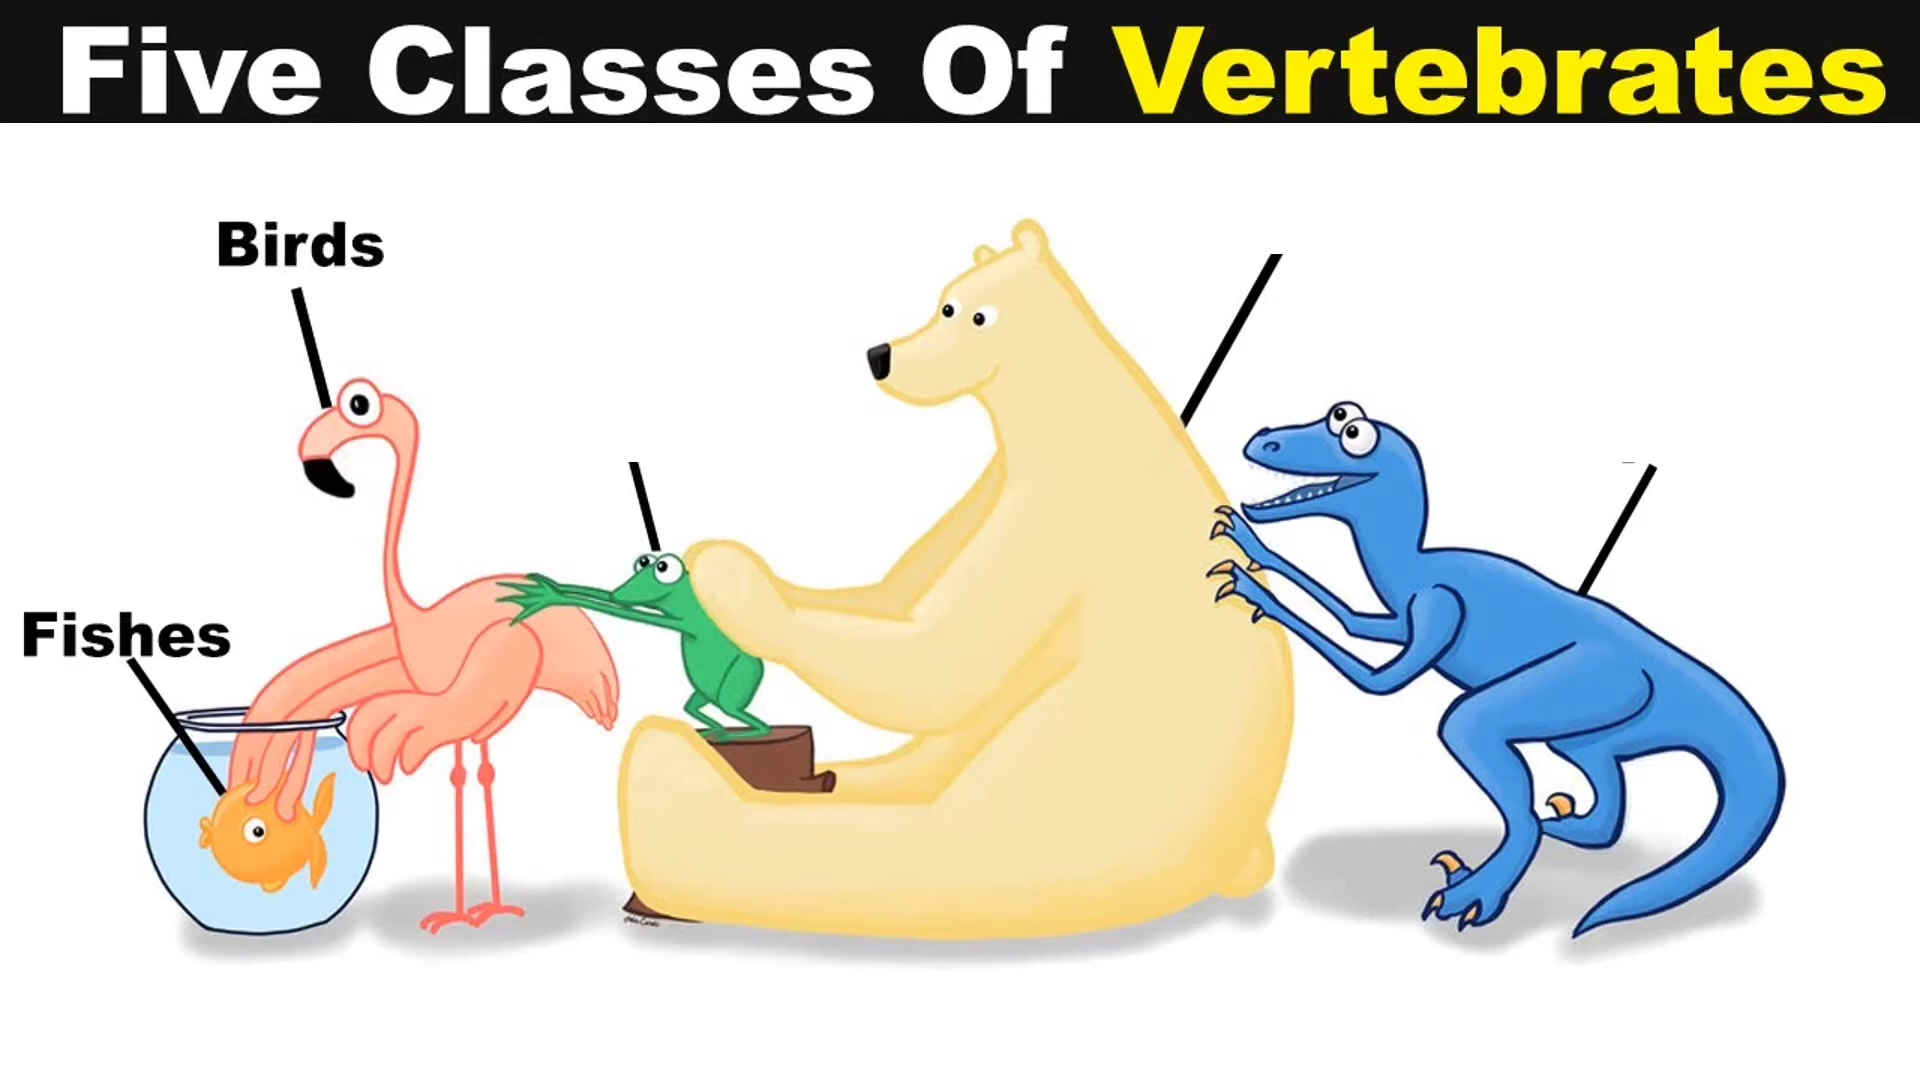 Five Classes Of Vertebrates
Birds
Fishes